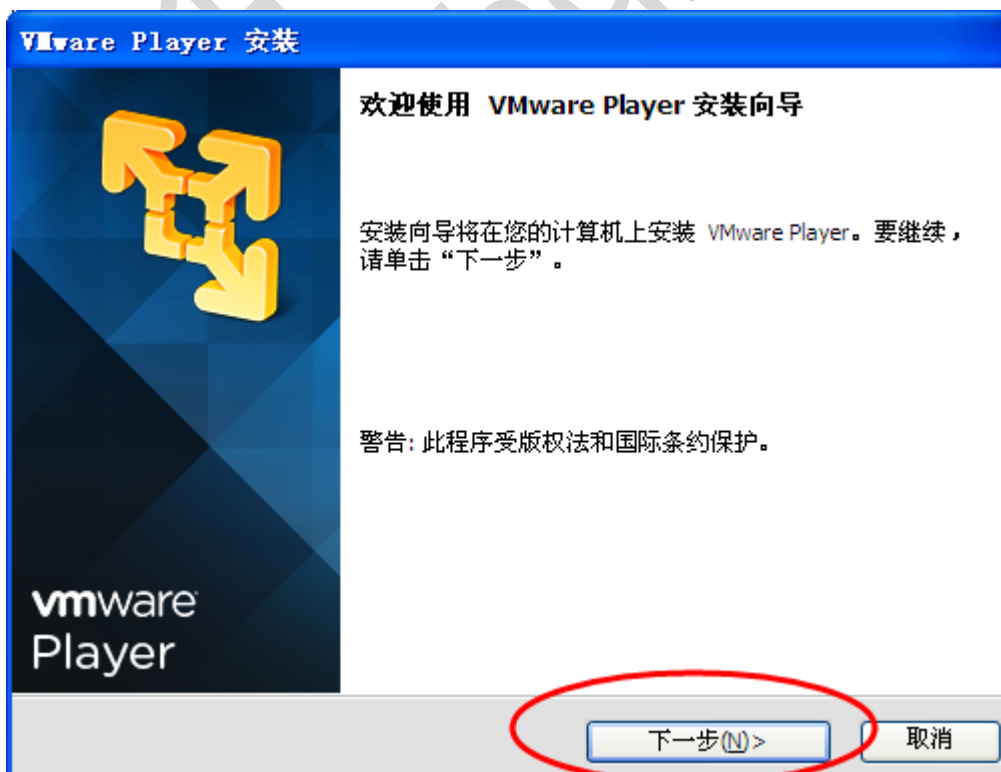 VMware Player 安装
欢迎使用 VMware Player 安装向导
安装向导将在您的计算机上安装 VMware Player。要继续，
请单击“下一步”。
警告: 此程序受版权法和国际条约保护。
vmware
Player
下一步(N)>
取消